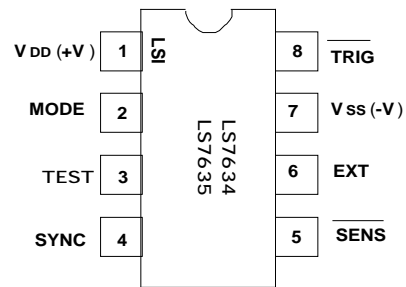 V DD (+V) 1 LSI 8 TRIG
MODE 2 7 V SS (-V)
TEST 3 LS7635 LS7634 6 EXT
SYNC 4 5 SENS